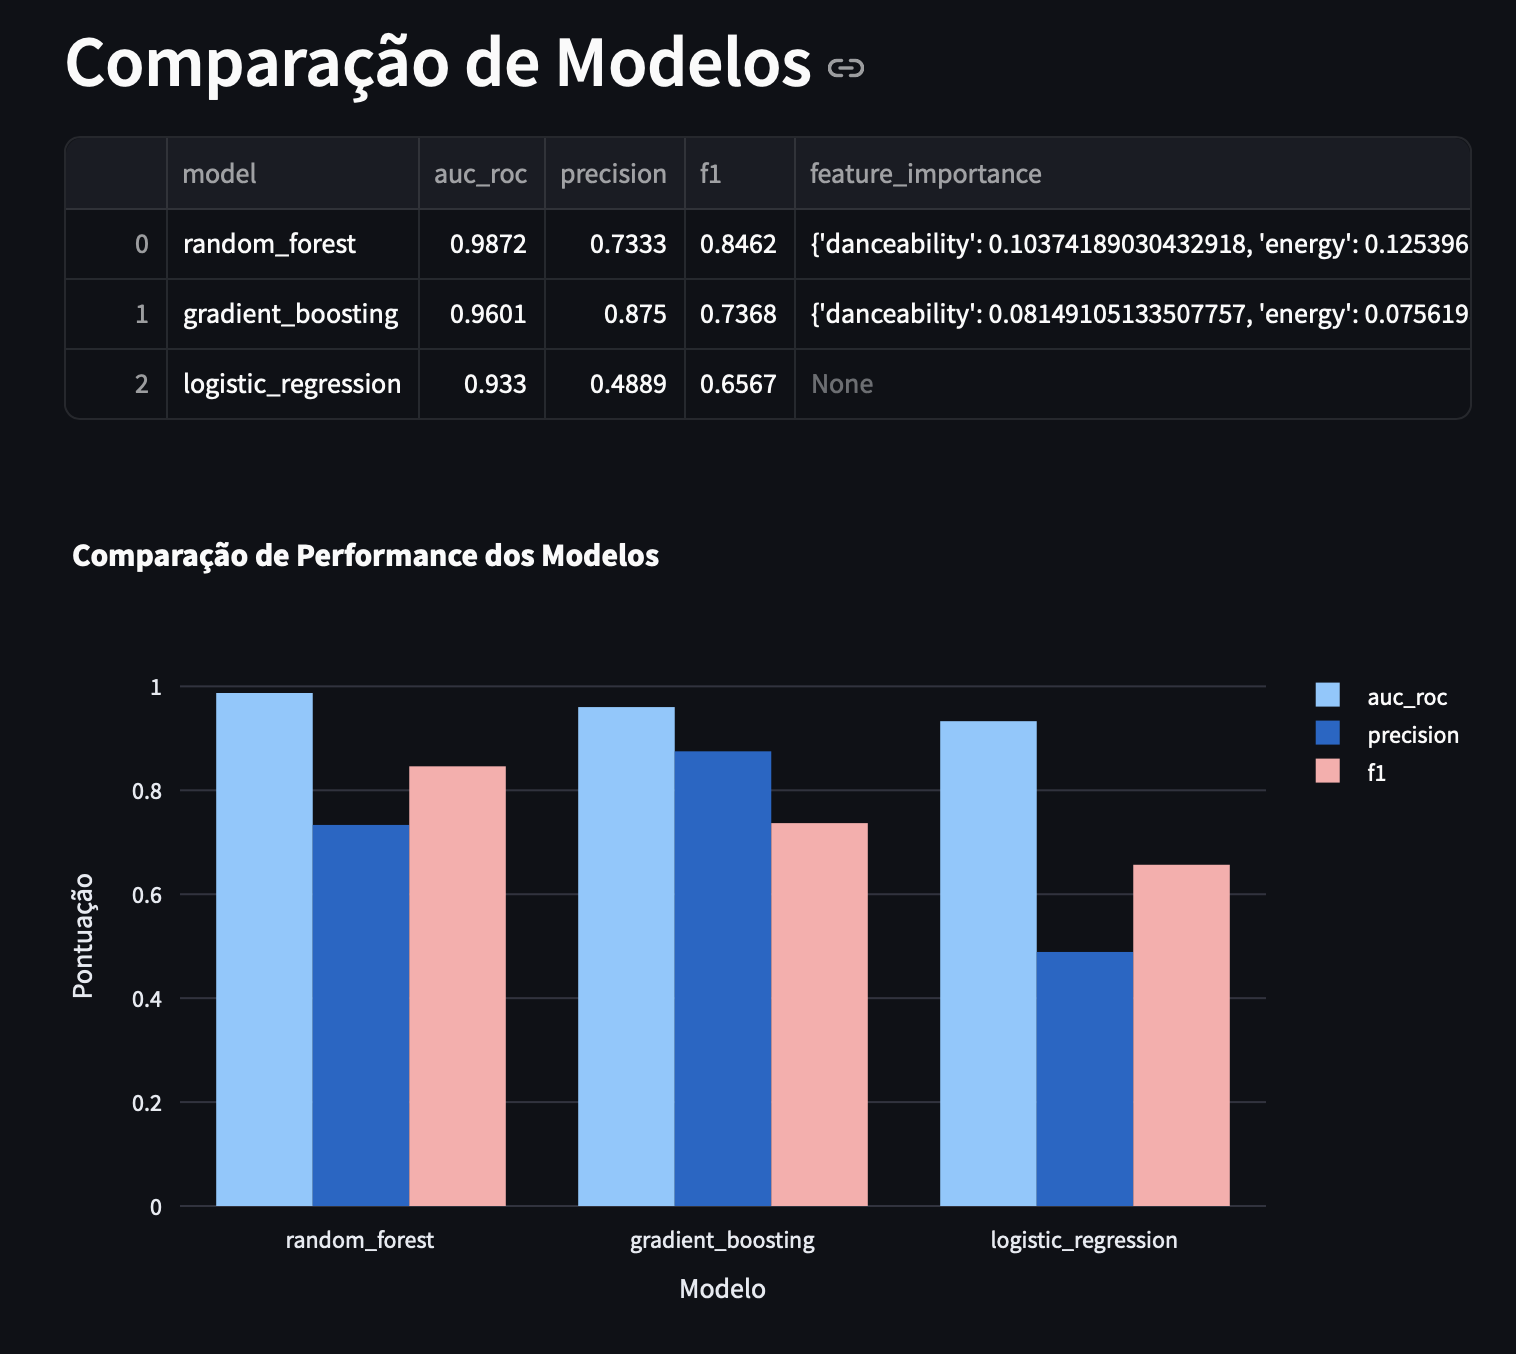 Comparação de Modelos
model auc_roc precision f1 feature_importance
0 random_forest 0.9872 0.7333 0.8462 {'danceability': 0.10374189030432918, 'energy': 0.125396
1 gradient_boosting 0.9601 0.875 0.7368 {'danceability': 0.08149105133507757, 'energy': 0.075619
2 logistic_regression 0.933 0.4889 0.6567 None
Comparação de Performance dos Modelos
1
0.8
0.6
0.4
0.2
0
Pontuação
random_forest gradient_boosting logistic_regression
Modelo
auc_roc
precision
f1